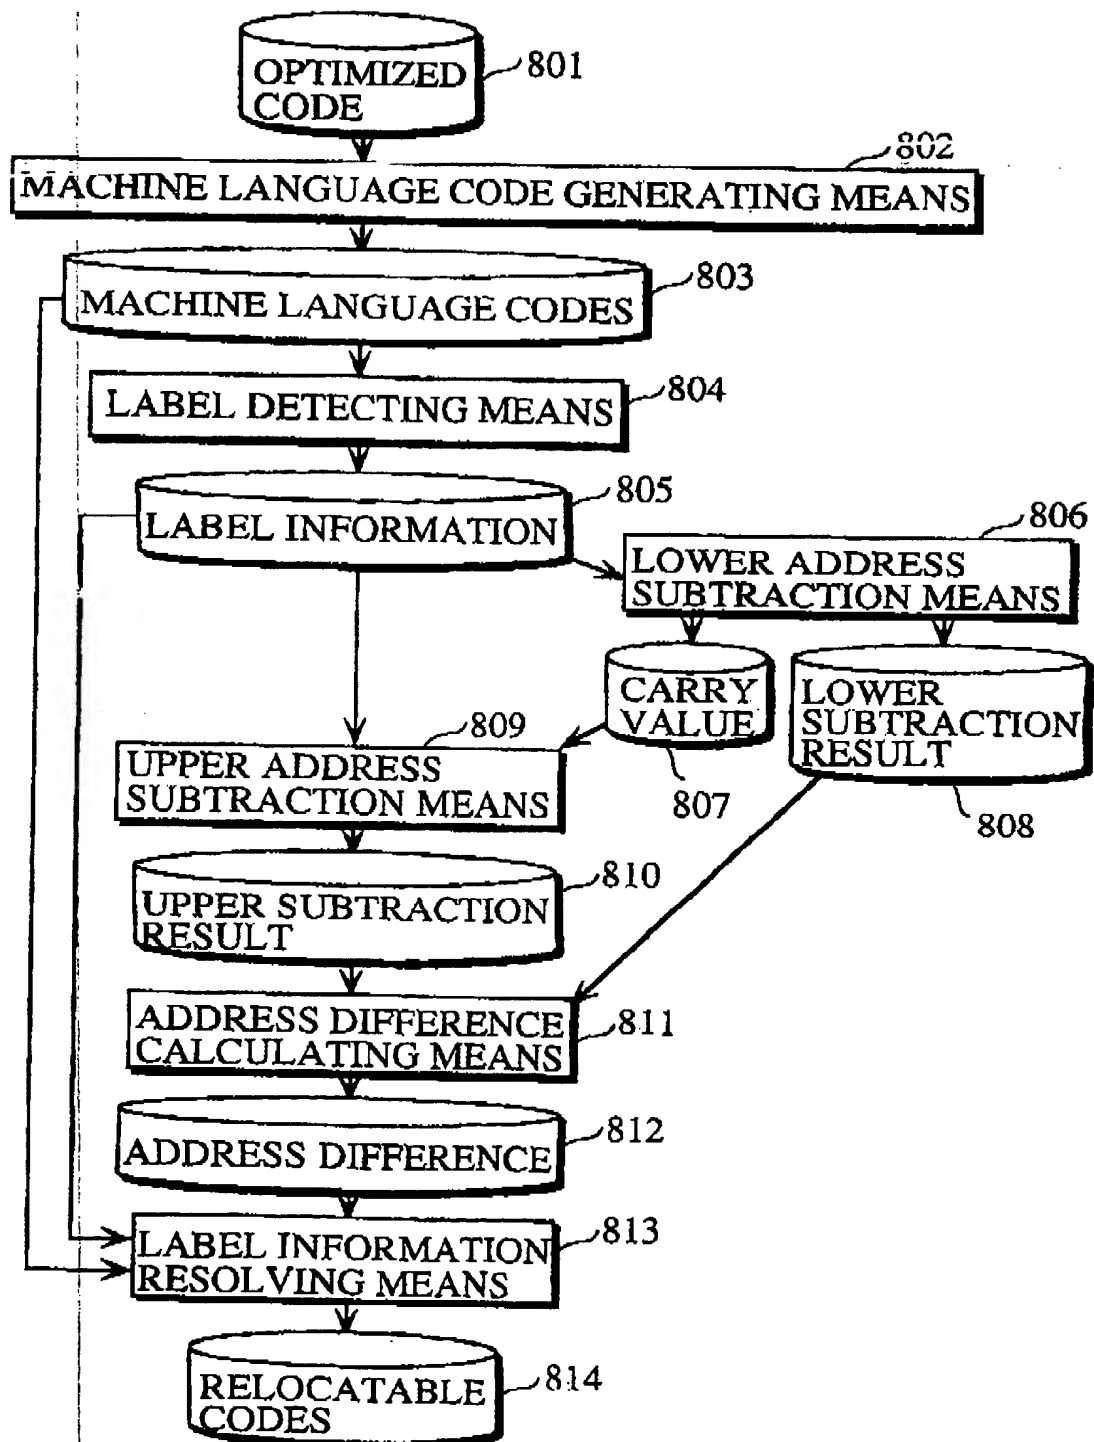 OPTIMIZED
CODE
801
802
MACHINE LANGUAGE CODE GENERATING MEANS
803
MACHINE LANGUAGE CODES
804
LABEL DETECTING MEANS
805
LABEL INFORMATION
806
LOWER ADDRESS
SUBTRACTION MEANS
CARRY
VALUE
807
LOWER
SUBTRACTION
RESULT
808
809
UPPER ADDRESS
SUBTRACTION MEANS
810
UPPER SUBTRACTION
RESULT
ADDRESS DIFFERENCE
CALCULATING MEANS
811
812
ADDRESS DIFFERENCE
813
LABEL INFORMATION
RESOLVING MEANS
RELOCATABLE
CODES
814